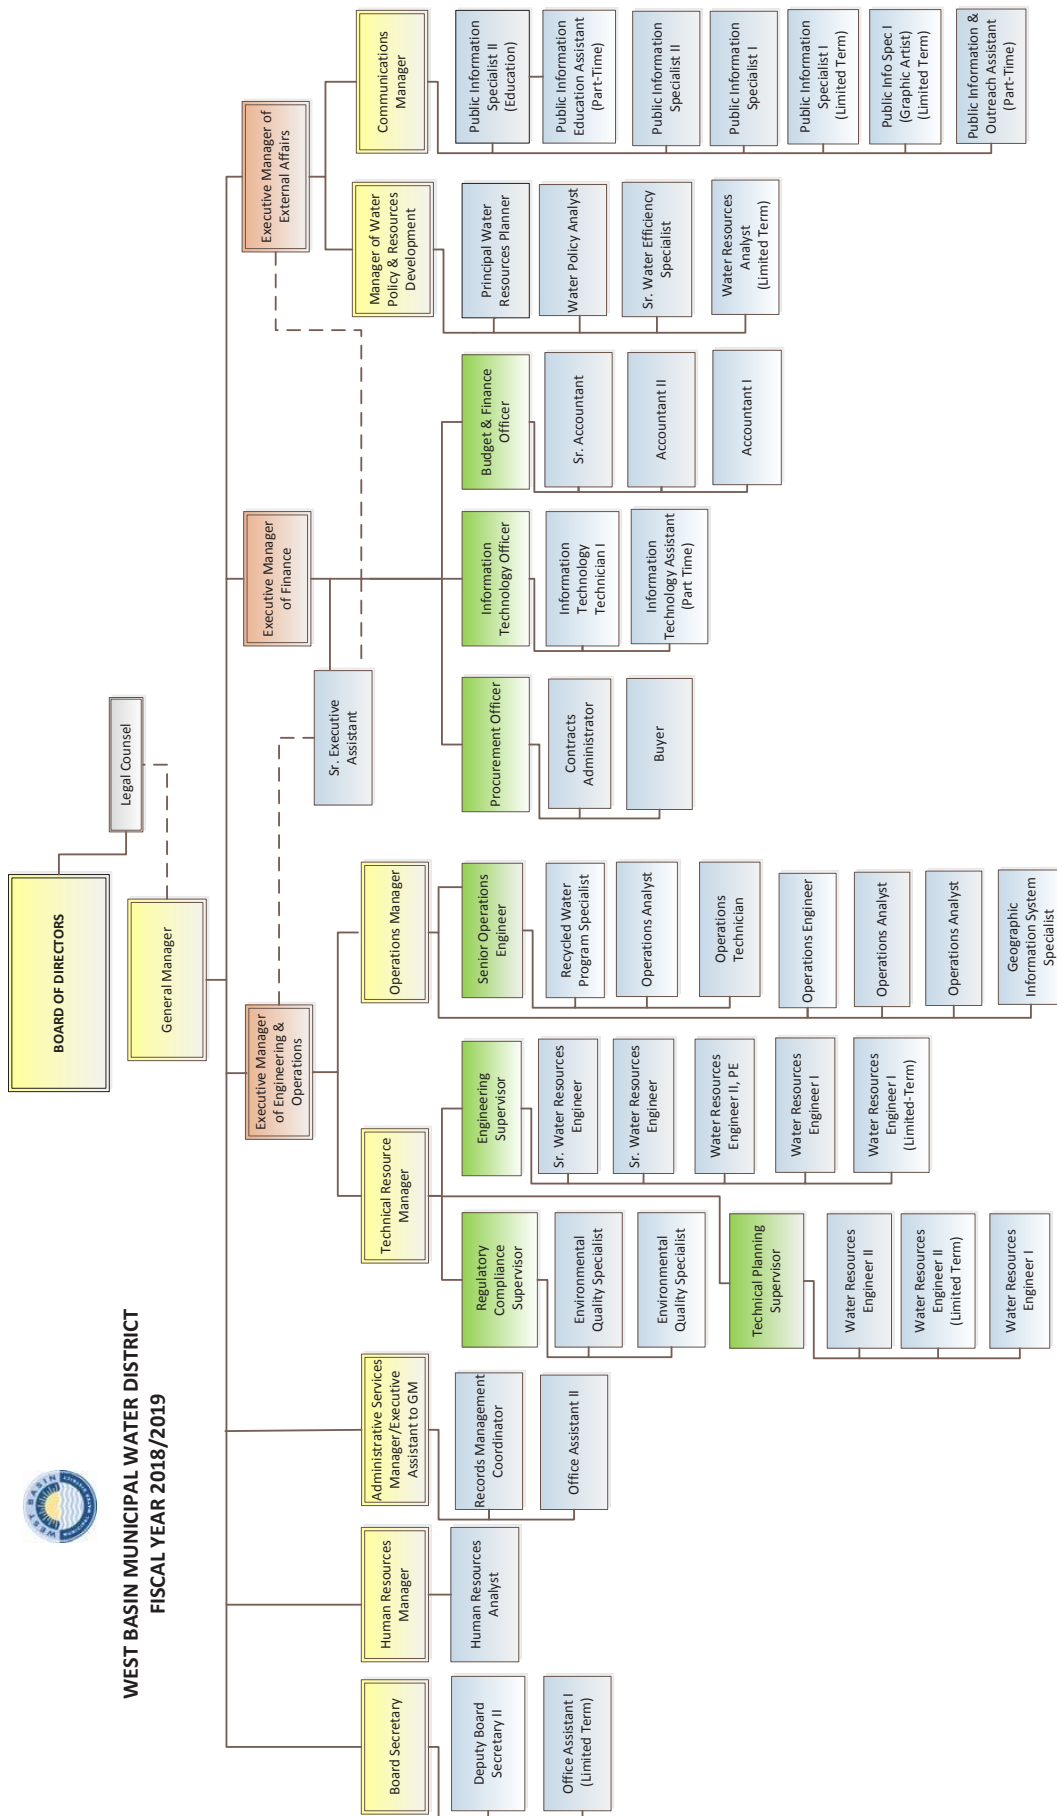 WEST BASIN
MUNICIPAL WATER DISTRICT
WEST BASIN MUNICIPAL WATER DISTRICT
FISCAL YEAR 2018/2019
BOARD OF DIRECTORS
Legal Counsel
General Manager
Board Secretary
Deputy Board
Secretary II
Office Assistant I
(Limited Term)
Human Resources
Manager
Human Resources
Analyst
Administrative Services
Manager/Executive
Assistant to GM
Records Management
Coordinator
Office Assistant II
Executive Manager
of Engineering &
Operations
Technical Resource
Manager
Regulatory
Compliance
Supervisor
Environmental
Quality Specialist
Environmental
Quality Specialist
Technical Planning
Supervisor
Water Resources
Engineer II
Water Resources
Engineer II
(Limited Term)
Water Resources
Engineer I
Engineering
Supervisor
Sr. Water Resources
Engineer
Sr. Water Resources
Engineer
Water Resources
Engineer II, PE
Water Resources
Engineer I
Water Resources
Engineer I
(Limited-Term)
Operations Manager
Senior Operations
Engineer
Recycled Water
Program Specialist
Operations Analyst
Operations
Technician
Operations Engineer
Operations Analyst
Operations Analyst
Geographic
Information System
Specialist
Sr. Executive
Assistant
Executive Manager
of Finance
Procurement Officer
Contracts
Administrator
Buyer
Information
Technology Officer
Information
Technology
Technician I
Information
Technology Assistant
(Part Time)
Budget & Finance
Officer
Sr. Accountant
Accountant II
Accountant I
Executive Manager of
External Affairs
Manager of Water
Policy & Resources
Development
Principal Water
Resources Planner
Water Policy Analyst
Sr. Water Efficiency
Specialist
Water Resources
Analyst
(Limited Term)
Communications
Manager
Public Information
Specialist II
(Education)
Public Information
Education Assistant
(Part-Time)
Public Information
Specialist II
Public Information
Specialist I
Public Information
Specialist I
(Limited Term)
Public Info Spec I
(Graphic Artist)
(Limited Term)
Public Information &
Outreach Assistant
(Part-Time)